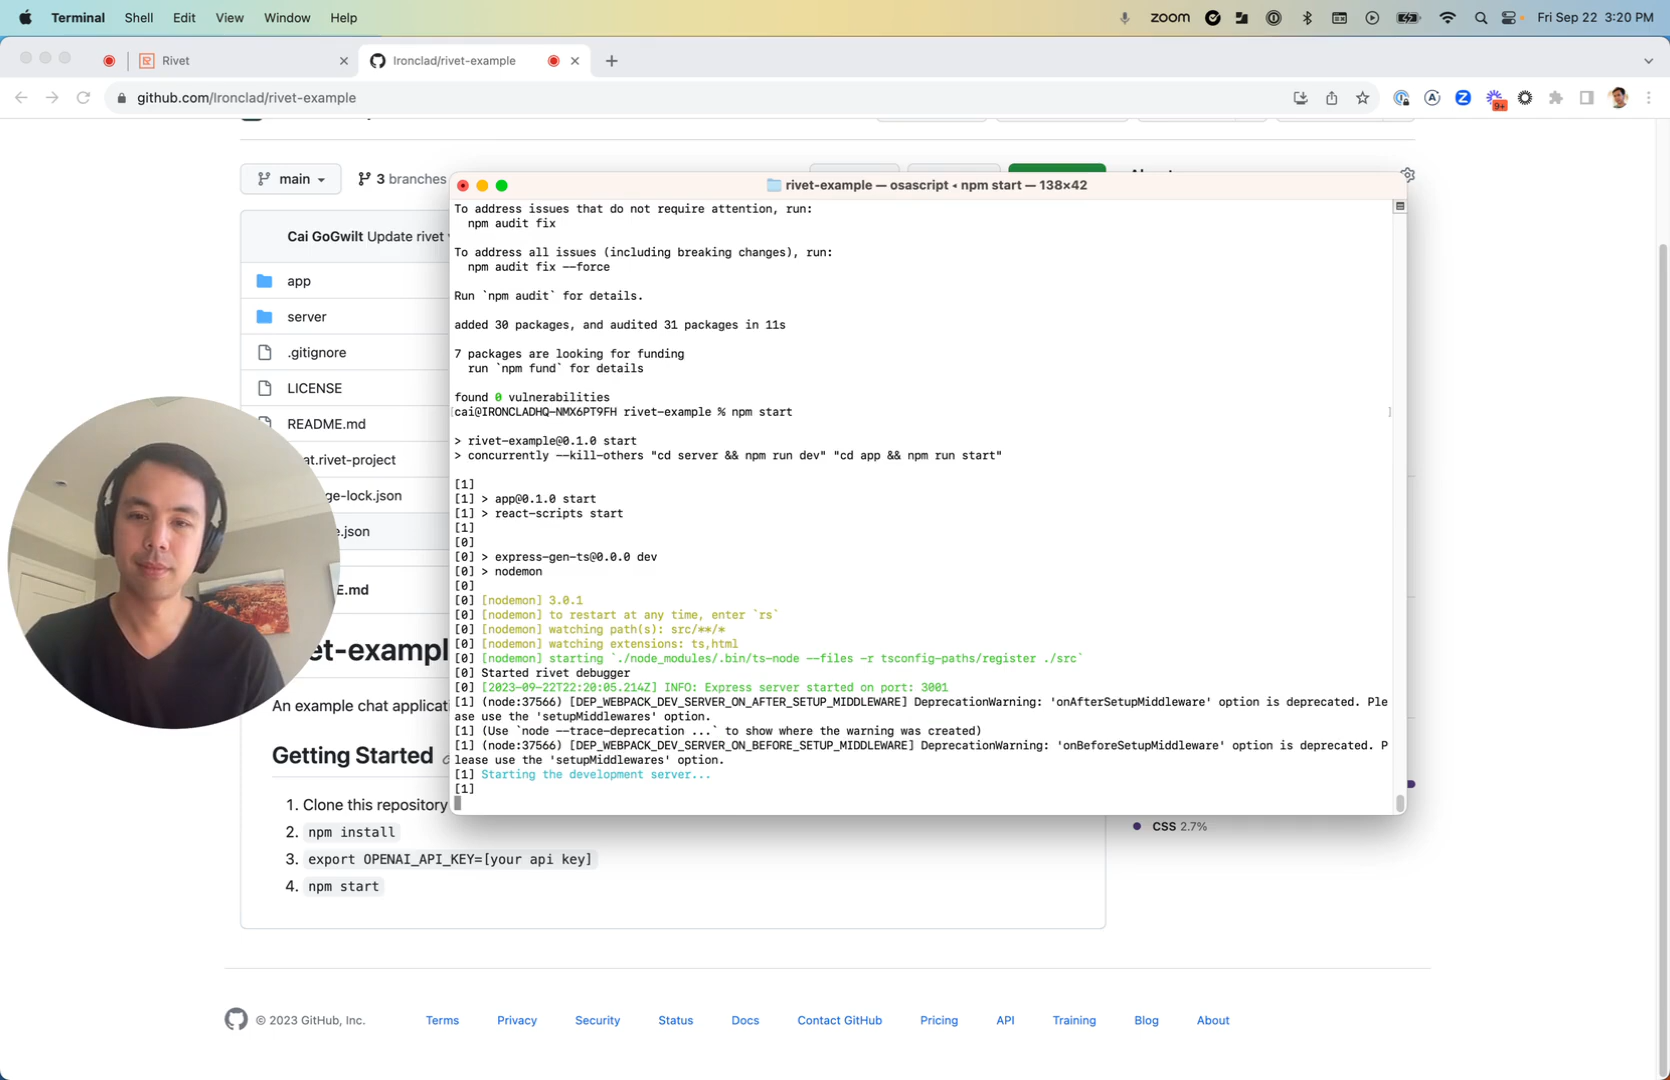 Terminal Shell Edit View Window Help
zoom
Fri Sep 22 3:20 PM
Rivet
Ironclad/rivet-example
github.com/Ironclad/rivet-example
9+
main
3 branches
Cai GoGwilt Update rivet
app
server
.gitignore
LICENSE
README.md
at.rivet-project
ge-lock.json
e.json
E.md
et-exampl
An example chat applicat
Getting Started
1. Clone this repository
2. npm install
3. export OPENAI_API_KEY=[your api key]
4. npm start
rivet-example — osascript ◂ npm start — 138×42
To address issues that do not require attention, run:
npm audit fix
To address all issues (including breaking changes), run:
npm audit fix --force
Run `npm audit` for details.
added 30 packages, and audited 31 packages in 11s
7 packages are looking for funding
run `npm fund` for details
found 0 vulnerabilities
[cai@IRONCLADHQ-NMX6PT9FH rivet-example % npm start ]
> rivet-example@0.1.0 start
> concurrently --kill-others "cd server && npm run dev" "cd app && npm run start"
[1]
[1] > app@0.1.0 start
[1] > react-scripts start
[1]
[0]
[0] > express-gen-ts@0.0.0 dev
[0] > nodemon
[0]
[0] [nodemon] 3.0.1
[0] [nodemon] to restart at any time, enter `rs`
[0] [nodemon] watching path(s): src/**/*
[0] [nodemon] watching extensions: ts,html
[0] [nodemon] starting `./node_modules/.bin/ts-node --files -r tsconfig-paths/register ./src`
[0] Started rivet debugger
[0] [2023-09-22T22:20:05.214Z] INFO: Express server started on port: 3001
[1] (node:37566) [DEP_WEBPACK_DEV_SERVER_ON_AFTER_SETUP_MIDDLEWARE] DeprecationWarning: 'onAfterSetupMiddleware' option is deprecated. Ple
ase use the 'setupMiddlewares' option.
[1] (Use `node --trace-deprecation ...` to show where the warning was created)
[1] (node:37566) [DEP_WEBPACK_DEV_SERVER_ON_BEFORE_SETUP_MIDDLEWARE] DeprecationWarning: 'onBeforeSetupMiddleware' option is deprecated. P
lease use the 'setupMiddlewares' option.
[1] Starting the development server...
[1]
CSS 2.7%
© 2023 GitHub, Inc. Terms Privacy Security Status Docs Contact GitHub Pricing API Training Blog About